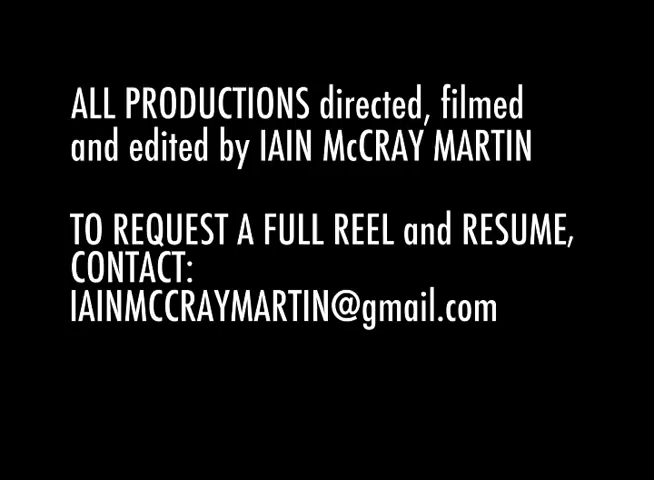 ALL PRODUCTIONS directed, filmed
and edited by IAIN McCRAY MARTIN
TO REQUEST A FULL REEL and RESUME,
CONTACT:
IAINMCCRAYMARTIN@gmail.com